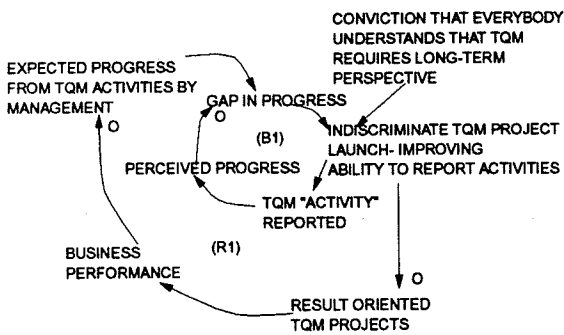 CONVICTION THAT EVERYBODY
UNDERSTANDS THAT TQM
REQUIRES LONG-TERM
PERSPECTIVE
EXPECTED PROGRESS
FROM TQM ACTIVITIES BY
MANAGEMENT
O
GAP IN PROGRESS
O
(B1)
INDISCRIMINATE TQM PROJECT
LAUNCH- IMPROVING
ABILITY TO REPORT ACTIVITIES
PERCEIVED PROGRESS
TQM "ACTIVITY"
REPORTED
(R1)
BUSINESS
PERFORMANCE
O
RESULT ORIENTED
TQM PROJECTS